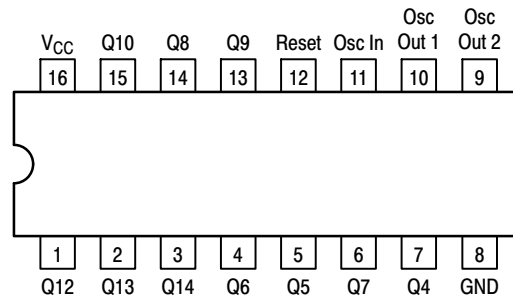 Osc Osc
V_CC Q10 Q8 Q9 Reset Osc In Out 1 Out 2
16 15 14 13 12 11 10 9
1 2 3 4 5 6 7 8
Q12 Q13 Q14 Q6 Q5 Q7 Q4 GND